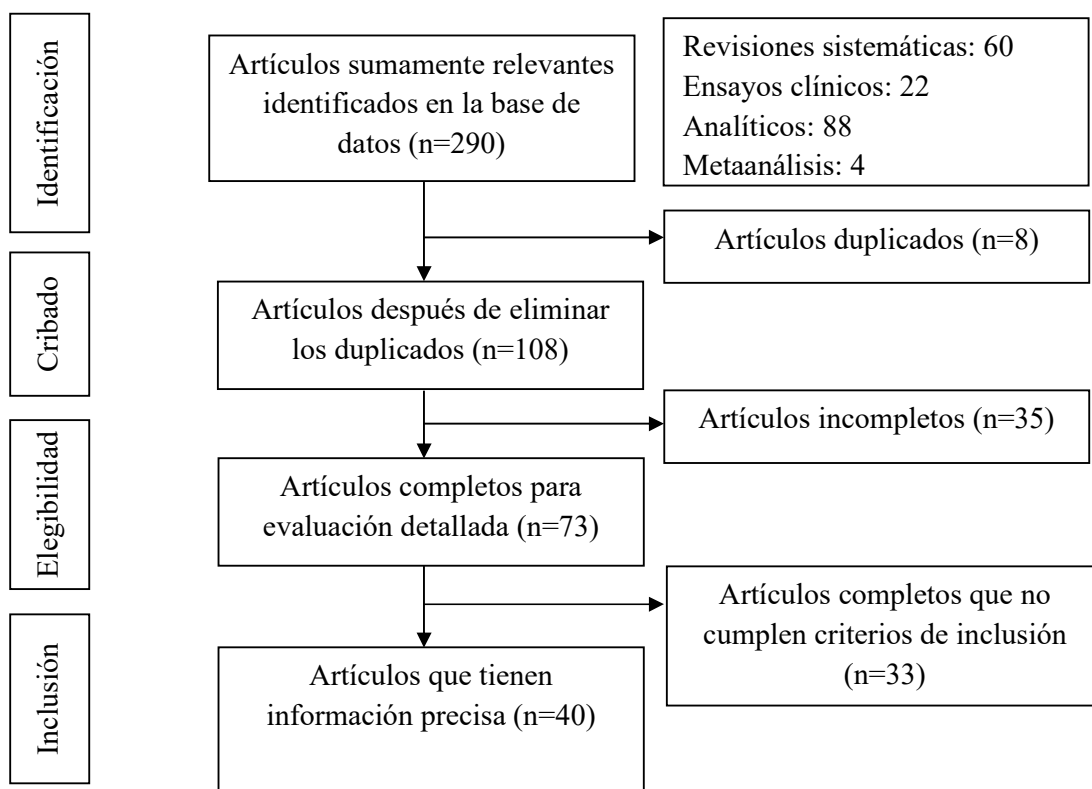 Identificación
Artículos sumamente relevantes
identificados en la base de
datos (n=290)
Revisiones sistemáticas: 60
Ensayos clínicos: 22
Analíticos: 88
Metaanálisis: 4
Artículos duplicados (n=8)
Cribado
Artículos después de eliminar
los duplicados (n=108)
Artículos incompletos (n=35)
Elegibilidad
Artículos completos para
evaluación detallada (n=73)
Artículos completos que no
cumplen criterios de inclusión
(n=33)
Inclusión
Artículos que tienen
información precisa (n=40)